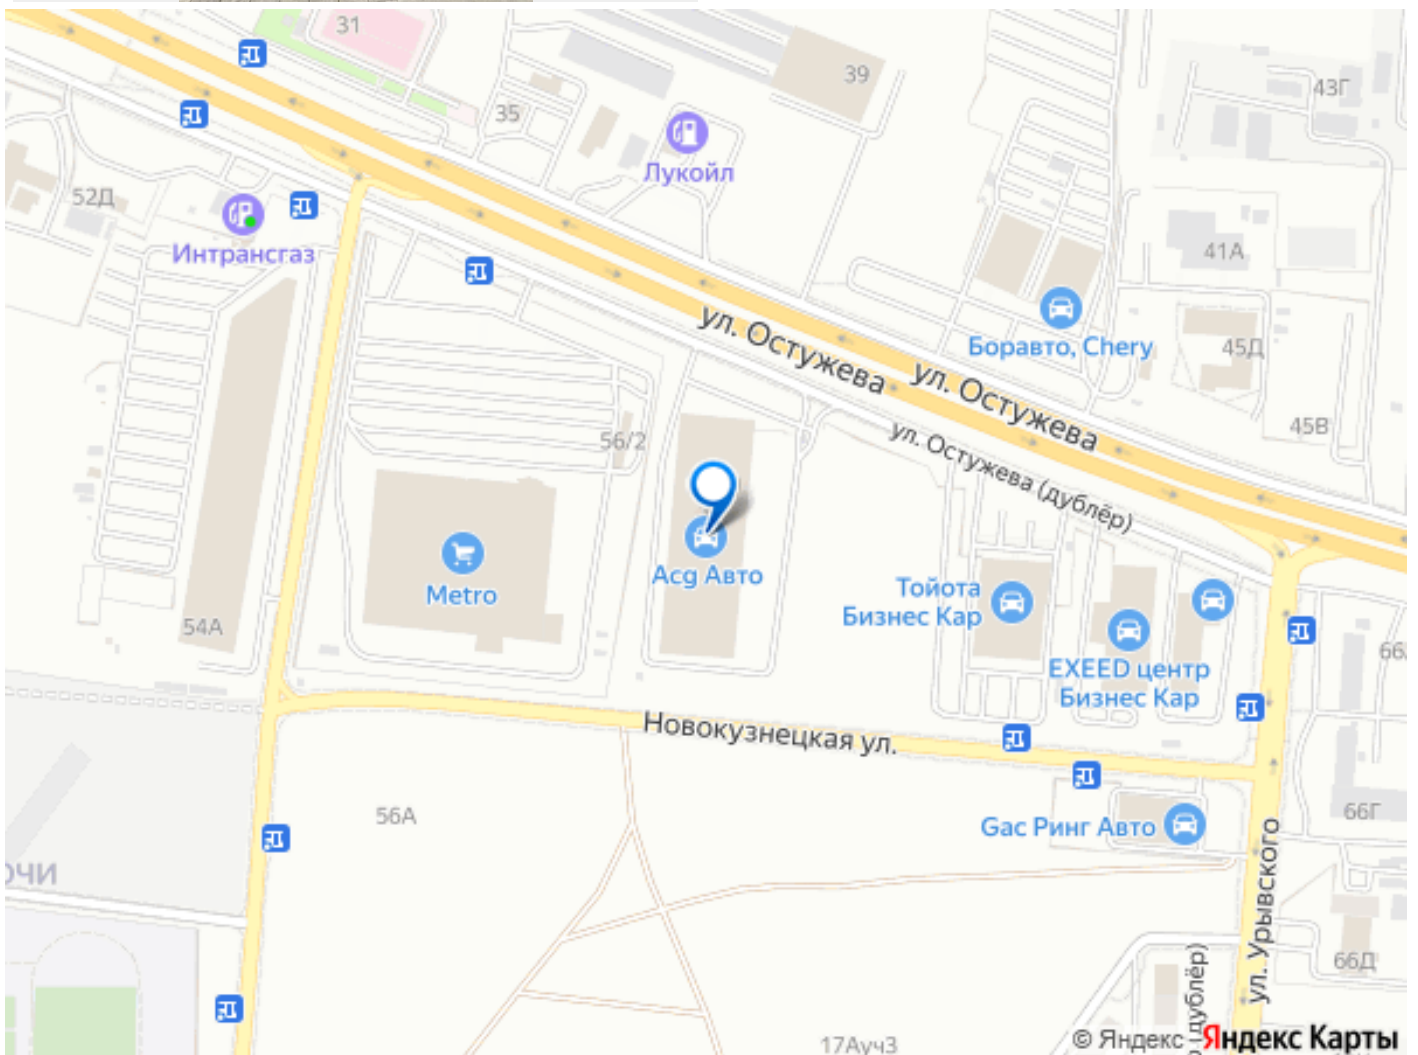 31
39
43Г
35
Лукойл
52Д
41А
Интрансгаз
ул. Остужева
ул. Остужева
Боравто, Chery
45Д
45В
56/2
ул. Остужева (дублёр)
Acg Авто
Metro
Тойота
Бизнес Кар
54А
EXEED центр
Бизнес Кар
Новокузнецкая ул.
56А
Gac Ринг Авто
66Г
ул. Урывского
66Д
17Ауч3
© Яндекс Яндекс Карты